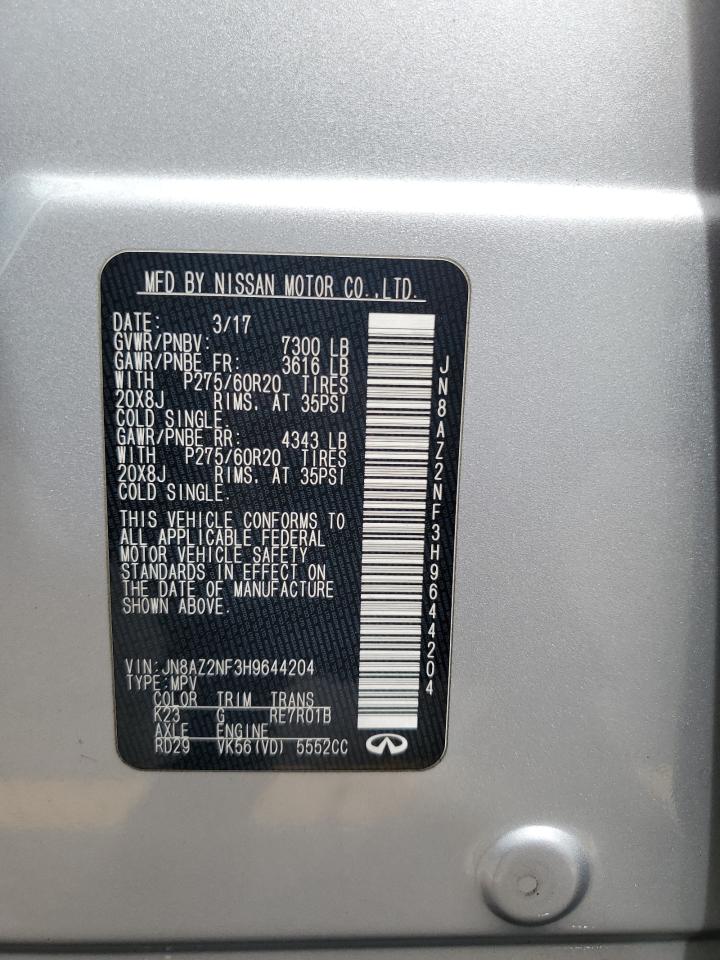 MFD BY NISSAN MOTOR CO.,LTD.
DATE: 3/17
GVWR/PNBV: 7300 LB
GAWR/PNBE FR: 3616 LB
WITH P275/60R20 TIRES
20X8J RIMS. AT 35PSI
COLD SINGLE.
GAWR/PNBE RR: 4343 LB
WITH P275/60R20 TIRES
20X8J RIMS. AT 35PSI
COLD SINGLE.
THIS VEHICLE CONFORMS TO
ALL APPLICABLE FEDERAL
MOTOR VEHICLE SAFETY
STANDARDS IN EFFECT ON
THE DATE OF MANUFACTURE
SHOWN ABOVE.
VIN:JN8AZ2NF3H9644204
TYPE:MPV
COLOR TRIM TRANS
K23 G RE7R01B
AXLE ENGINE
RD29 VK56(VD) 5552CC
JN8AZ2NF3H9644204